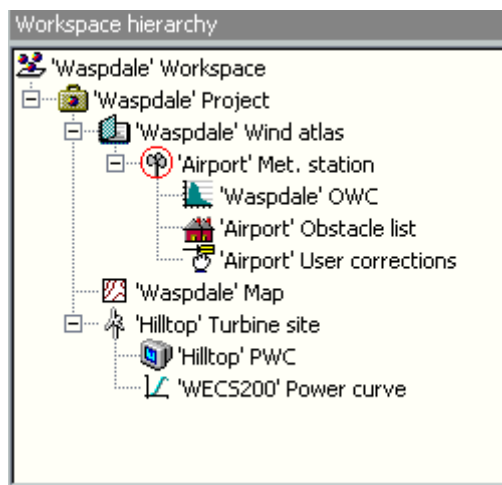 Workspace hierarchy
'Waspdale' Workspace
'Waspdale' Project
'Waspdale' Wind atlas
'Airport' Met. station
'Waspdale' OWC
'Airport' Obstacle list
'Airport' User corrections
'Waspdale' Map
'Hilltop' Turbine site
'Hilltop' PWC
'WECS200' Power curve